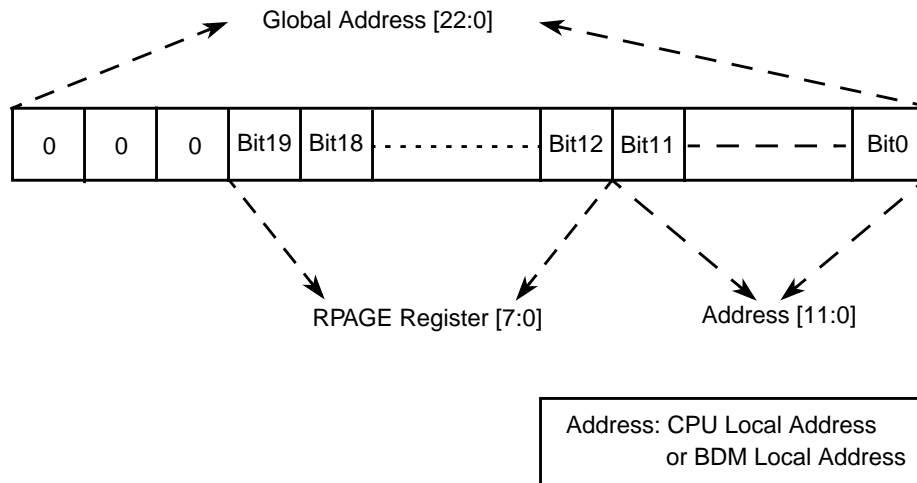 Global Address [22:0]
0 0 0 Bit19 Bit18 Bit12 Bit11 Bit0
RPAGE Register [7:0] Address [11:0]
Address: CPU Local Address
or BDM Local Address